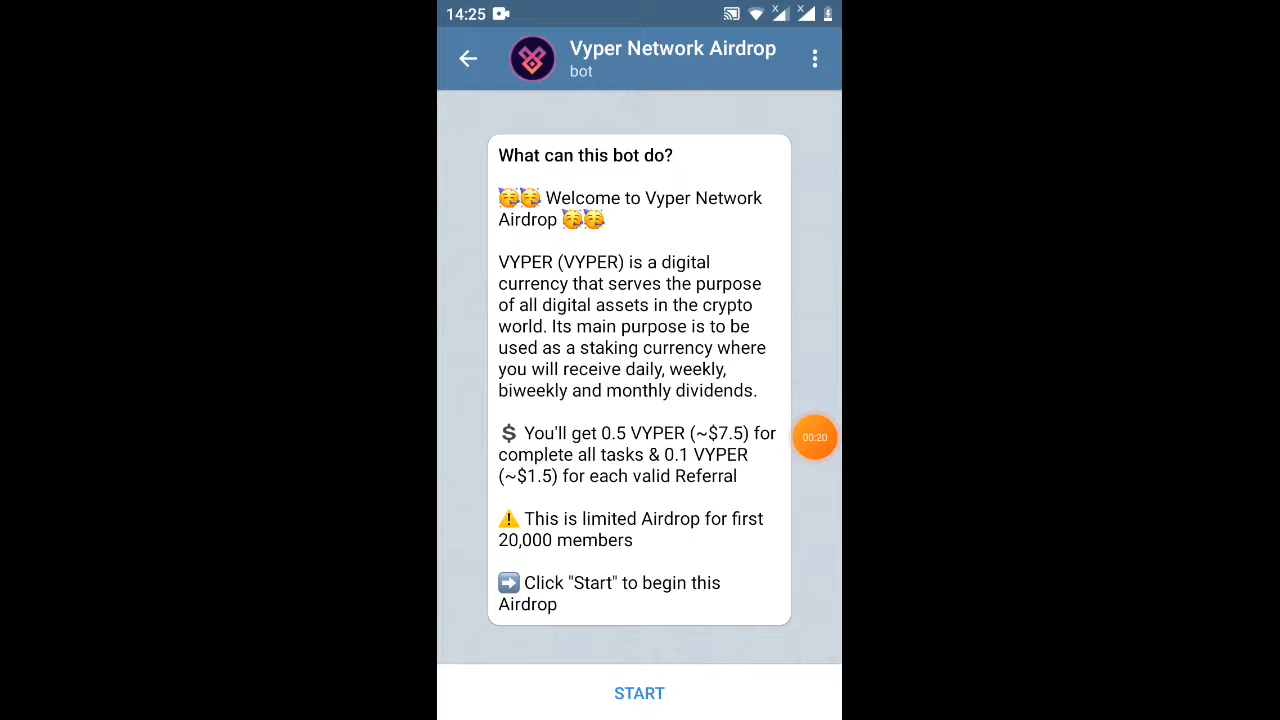 14:25
Vyper Network Airdrop
bot
What can this bot do?
🥳🥳 Welcome to Vyper Network
Airdrop 🥳🥳
VYPER (VYPER) is a digital
currency that serves the purpose
of all digital assets in the crypto
world. Its main purpose is to be
used as a staking currency where
you will receive daily, weekly,
biweekly and monthly dividends.
💲 You'll get 0.5 VYPER (~$7.5) for
complete all tasks & 0.1 VYPER
(~$1.5) for each valid Referral
00:20
⚠️ This is limited Airdrop for first
20,000 members
➡️ Click "Start" to begin this
Airdrop
START